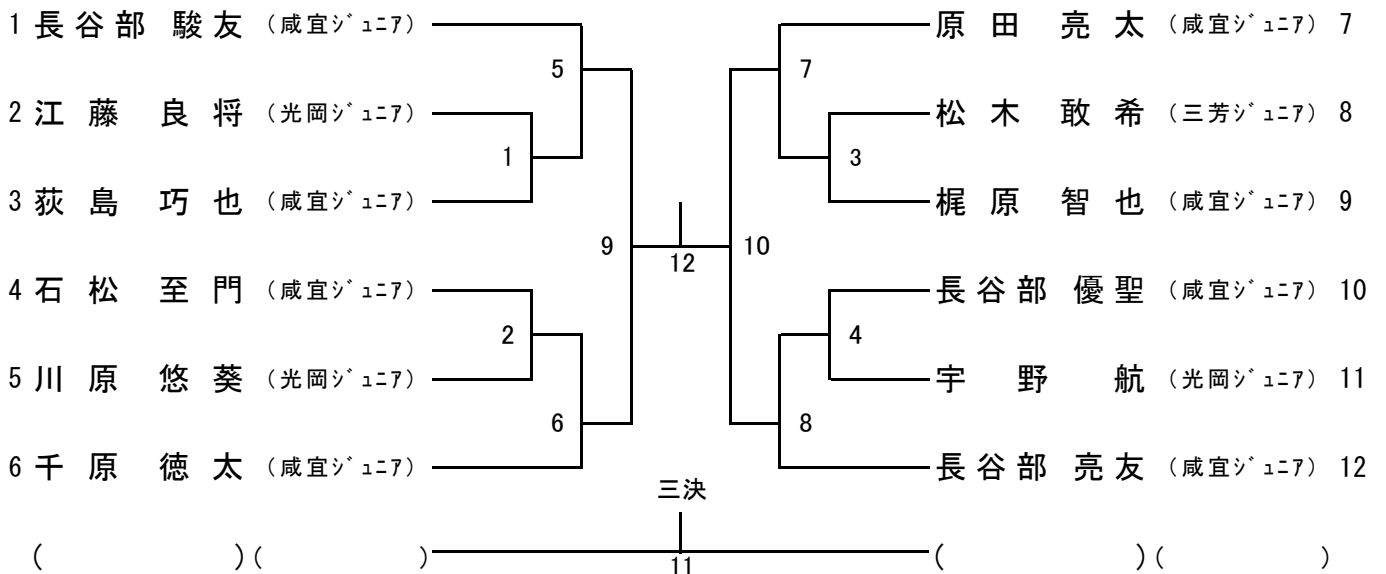 1 長谷部 駿友 (咸宜ｼﾞｭﾆｱ) 原田 亮太 (咸宜ｼﾞｭﾆｱ) 7
5 7
2 江藤 良将 (光岡ｼﾞｭﾆｱ) 松木 敢希 (三芳ｼﾞｭﾆｱ) 8
1 3
3 荻島 巧也 (咸宜ｼﾞｭﾆｱ) 梶原 智也 (咸宜ｼﾞｭﾆｱ) 9
9 12 10
4 石松 至門 (咸宜ｼﾞｭﾆｱ) 長谷部 優聖 (咸宜ｼﾞｭﾆｱ) 10
2 4
5 川原 悠葵 (光岡ｼﾞｭﾆｱ) 宇野 航 (光岡ｼﾞｭﾆｱ) 11
6 8
6 千原 徳太 (咸宜ｼﾞｭﾆｱ) 長谷部 亮友 (咸宜ｼﾞｭﾆｱ) 12
三決
( ) ( ) 11 ( ) ( )